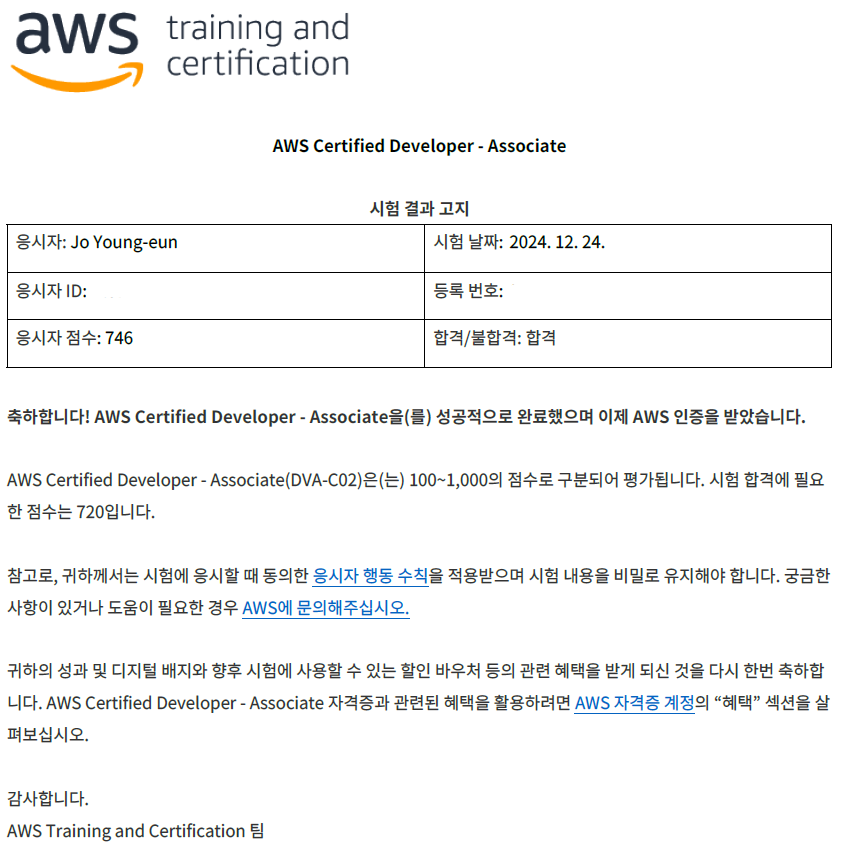 aws training and
certification
AWS Certified Developer - Associate
시험 결과 고지
응시자: Jo Young-eun
시험 날짜: 2024. 12. 24.
응시자 ID:
등록 번호:
응시자 점수: 746
합격/불합격: 합격
축하합니다! AWS Certified Developer - Associate을(를) 성공적으로 완료했으며 이제 AWS 인증을 받았습니다.
AWS Certified Developer - Associate(DVA-C02)은(는) 100~1,000의 점수로 구분되어 평가됩니다. 시험 합격에 필요
한 점수는 720입니다.
참고로, 귀하께서는 시험에 응시할 때 동의한 응시자 행동 수칙을 적용받으며 시험 내용을 비밀로 유지해야 합니다. 궁금한
사항이 있거나 도움이 필요한 경우 AWS에 문의해주십시오.
귀하의 성과 및 디지털 배지와 향후 시험에 사용할 수 있는 할인 바우처 등의 관련 혜택을 받게 되신 것을 다시 한번 축하합
니다. AWS Certified Developer - Associate 자격증과 관련된 혜택을 활용하려면 AWS 자격증 계정의 “혜택” 섹션을 살
펴보십시오.
감사합니다.
AWS Training and Certification 팀